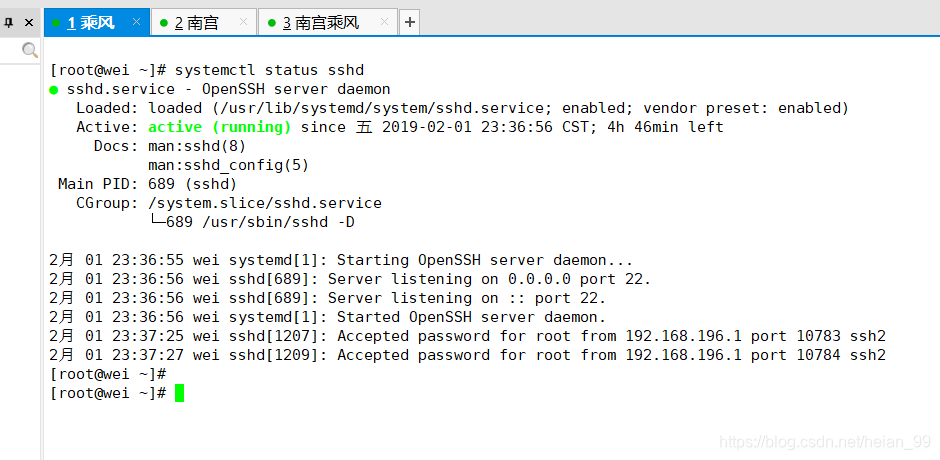 1 乘风
2 南宫
3 南宫乘风
[root@wei ~]# systemctl status sshd
● sshd.service - OpenSSH server daemon
   Loaded: loaded (/usr/lib/systemd/system/sshd.service; enabled; vendor preset: enabled)
   Active: active (running) since 五 2019-02-01 23:36:56 CST; 4h 46min left
     Docs: man:sshd(8)
           man:sshd_config(5)
 Main PID: 689 (sshd)
   CGroup: /system.slice/sshd.service
           └─689 /usr/sbin/sshd -D
2月 01 23:36:55 wei systemd[1]: Starting OpenSSH server daemon...
2月 01 23:36:56 wei sshd[689]: Server listening on 0.0.0.0 port 22.
2月 01 23:36:56 wei sshd[689]: Server listening on :: port 22.
2月 01 23:36:56 wei systemd[1]: Started OpenSSH server daemon.
2月 01 23:37:25 wei sshd[1207]: Accepted password for root from 192.168.196.1 port 10783 ssh2
2月 01 23:37:27 wei sshd[1209]: Accepted password for root from 192.168.196.1 port 10784 ssh2
[root@wei ~]#
[root@wei ~]#
https://blog.csdn.net/heian_99